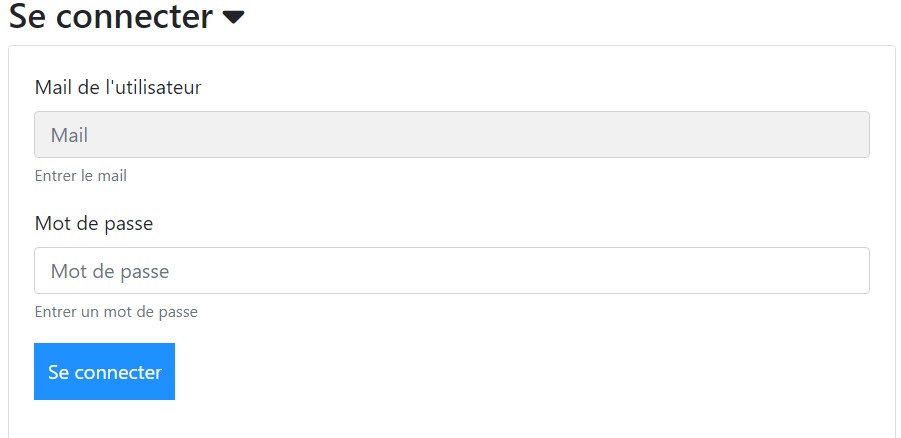 Se connecter
Mail de l'utilisateur
Mail
Entrer le mail
Mot de passe
Mot de passe
Entrer un mot de passe
Se connecter